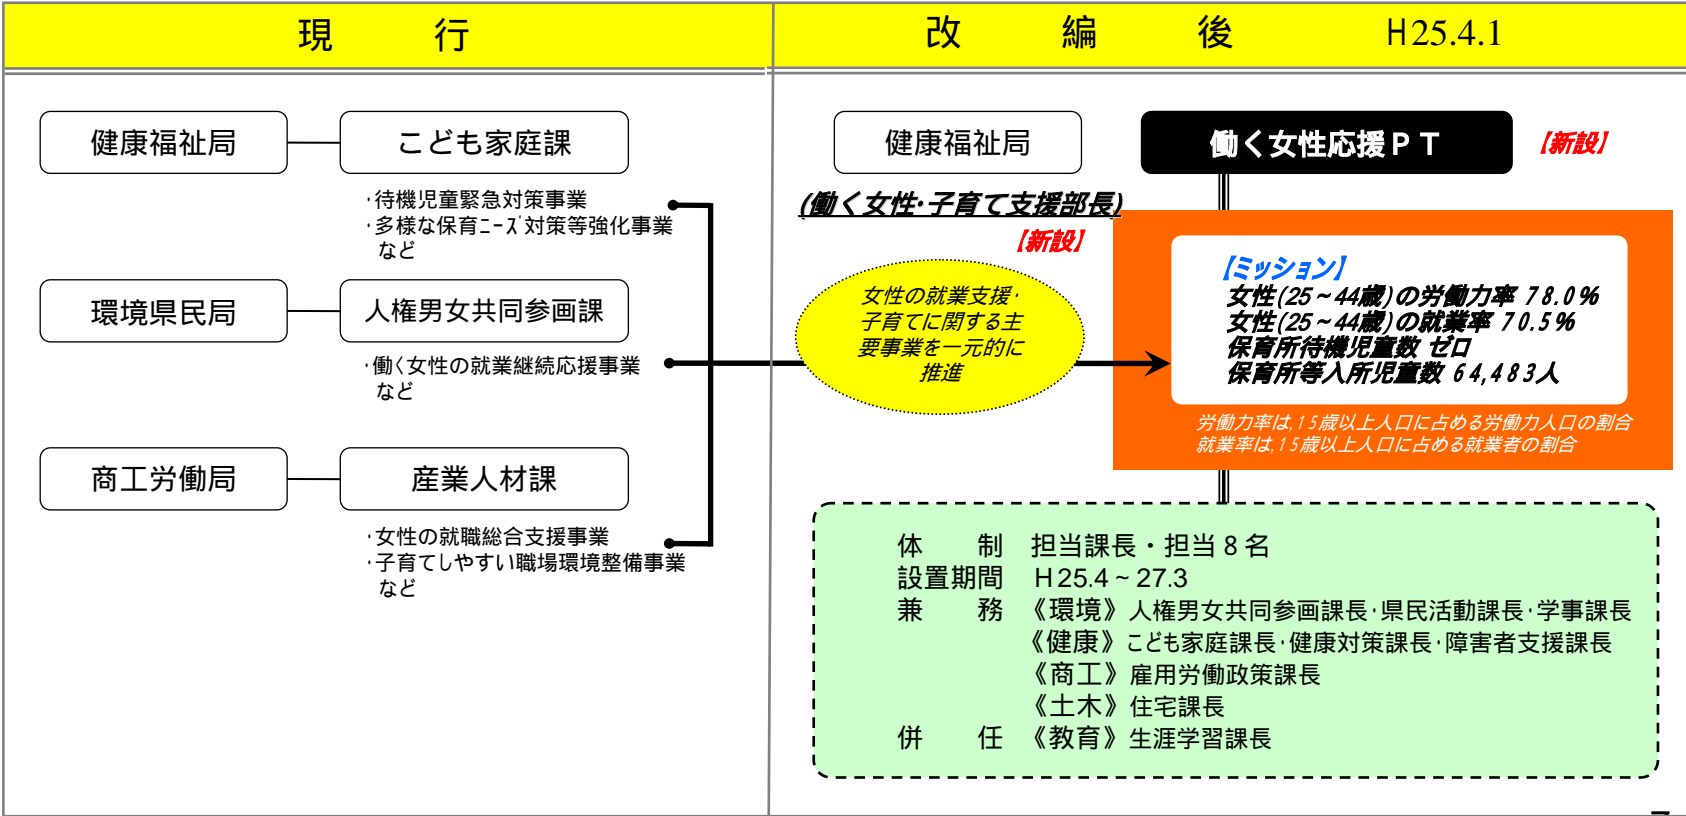 現　行
健康福祉局
こども家庭課
･待機児童緊急対策事業
･多様な保育ﾆｰｽﾞ対策等強化事業
など
環境県民局
人権男女共同参画課
･働く女性の就業継続応援事業
など
商工労働局
産業人材課
･女性の就職総合支援事業
･子育てしやすい職場環境整備事業
など
改　編　後　H25.4.1
健康福祉局
働く女性応援ＰＴ
【新設】
(働く女性･子育て支援部長)
【新設】
女性の就業支援･
子育てに関する主
要事業を一元的に
推進
【ミッション】
女性(25~44歳)の労働力率 78.0%
女性(25~44歳)の就業率 70.5%
保育所待機児童数 ゼロ
保育所等入所児童数 64,483人
労働力率は,15歳以上人口に占める労働力人口の割合
就業率は,15歳以上人口に占める就業者の割合
体　制　担当課長・担当８名
設置期間　H25.4~27.3
兼　務　《環境》人権男女共同参画課長･県民活動課長･学事課長
《健康》こども家庭課長･健康対策課長･障害者支援課長
《商工》雇用労働政策課長
《土木》住宅課長
併　任　《教育》生涯学習課長